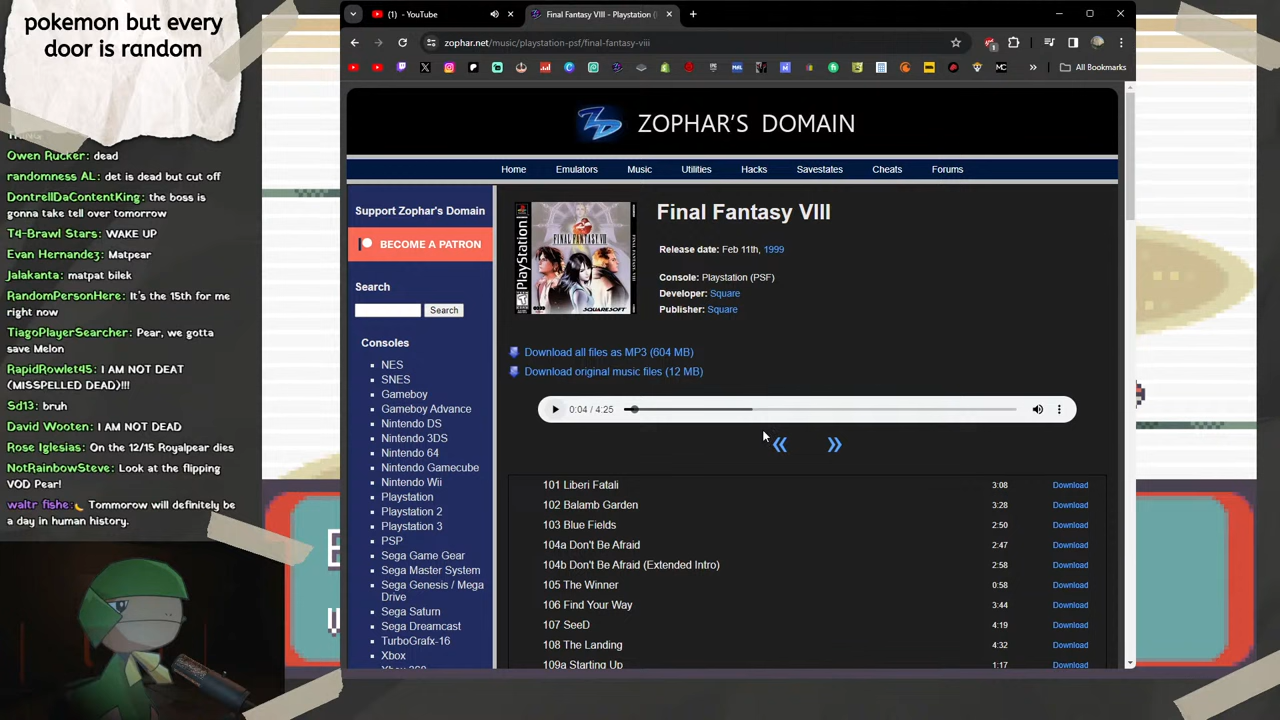 pokemon but every
door is random
Owen Rucker: dead
randomness AL: det is dead but cut off
DontrellDaContentKing: the boss is
gonna take tell over tomorrow
T4-Brawl Stars: WAKE UP
Evan Hernandez: Matpear
Jalakanta: matpat bilek
RandomPersonHere: It's the 15th for me
right now
TiagoPlayerSearcher: Pear, we gotta
save Melon
RapidRowlet45: I AM NOT DEAT
(MISSPELLED DEAD)!!!
Sd13: bruh
David Wooten: I AM NOT DEAD
Rose Iglesias: On the 12/15 Royalpear dies
NotRainbowSteve: Look at the flipping
VOD Pear!
waltr fishe: Tommorow will definitely be
a day in human history.
(1) - YouTube
Final Fantasy VIII - Playstation (
zophar.net/music/playstation-psf/final-fantasy-viii
All Bookmarks
ZOPHAR'S DOMAIN
Home Emulators Music Utilities Hacks Savestates Cheats Forums
Support Zophar's Domain
BECOME A PATRON
Search
Search
Consoles
NES
SNES
Gameboy
Gameboy Advance
Nintendo DS
Nintendo 3DS
Nintendo 64
Nintendo Gamecube
Nintendo Wii
Playstation
Playstation 2
Playstation 3
PSP
Sega Game Gear
Sega Master System
Sega Genesis / Mega
Drive
Sega Saturn
Sega Dreamcast
TurboGrafx-16
Xbox
Xbox 360
PlayStation
FINAL FANTASY VIII
SQUARESOFT
Final Fantasy VIII
Release date: Feb 11th, 1999
Console: Playstation (PSF)
Developer: Square
Publisher: Square
Download all files as MP3 (604 MB)
Download original music files (12 MB)
0:04 / 4:25
« »
101 Liberi Fatali 3:08 Download
102 Balamb Garden 3:28 Download
103 Blue Fields 2:50 Download
104a Don't Be Afraid 2:47 Download
104b Don't Be Afraid (Extended Intro) 2:58 Download
105 The Winner 0:58 Download
106 Find Your Way 3:44 Download
107 SeeD 4:19 Download
108 The Landing 4:32 Download
109a Starting Up 1:17 Download